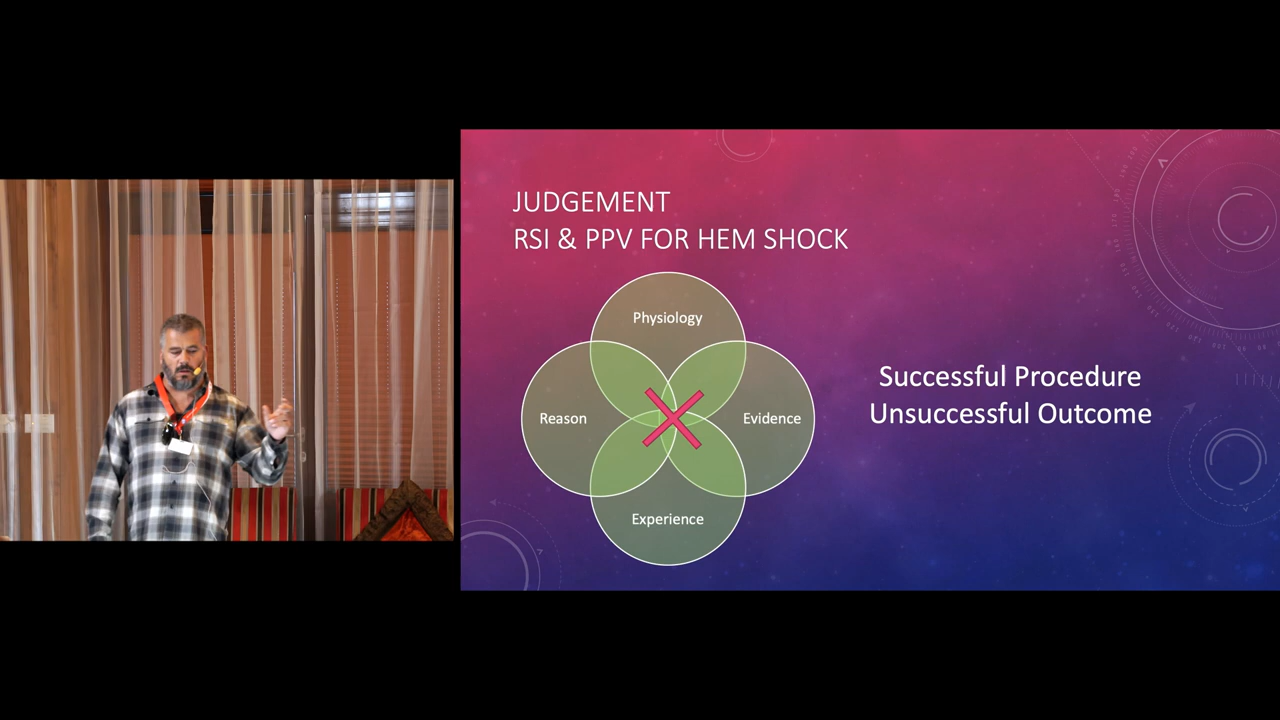 JUDGEMENT
RSI & PPV FOR HEM SHOCK
Physiology
Reason
Evidence
Experience
Successful Procedure
Unsuccessful Outcome